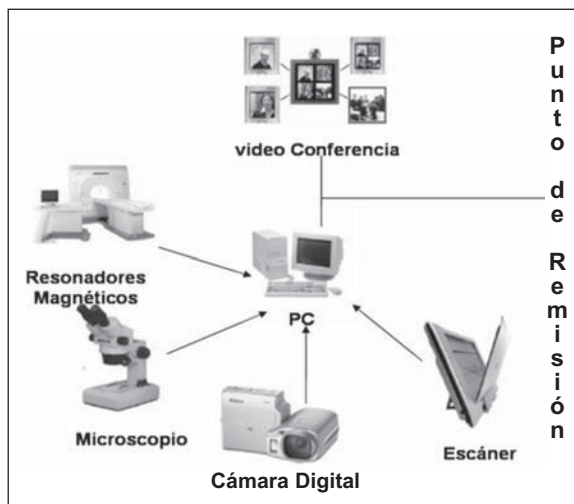 video Conferencia
Resonadores
Magnéticos
PC
Microscopio
Escáner
Cámara Digital
Punto de Remisión